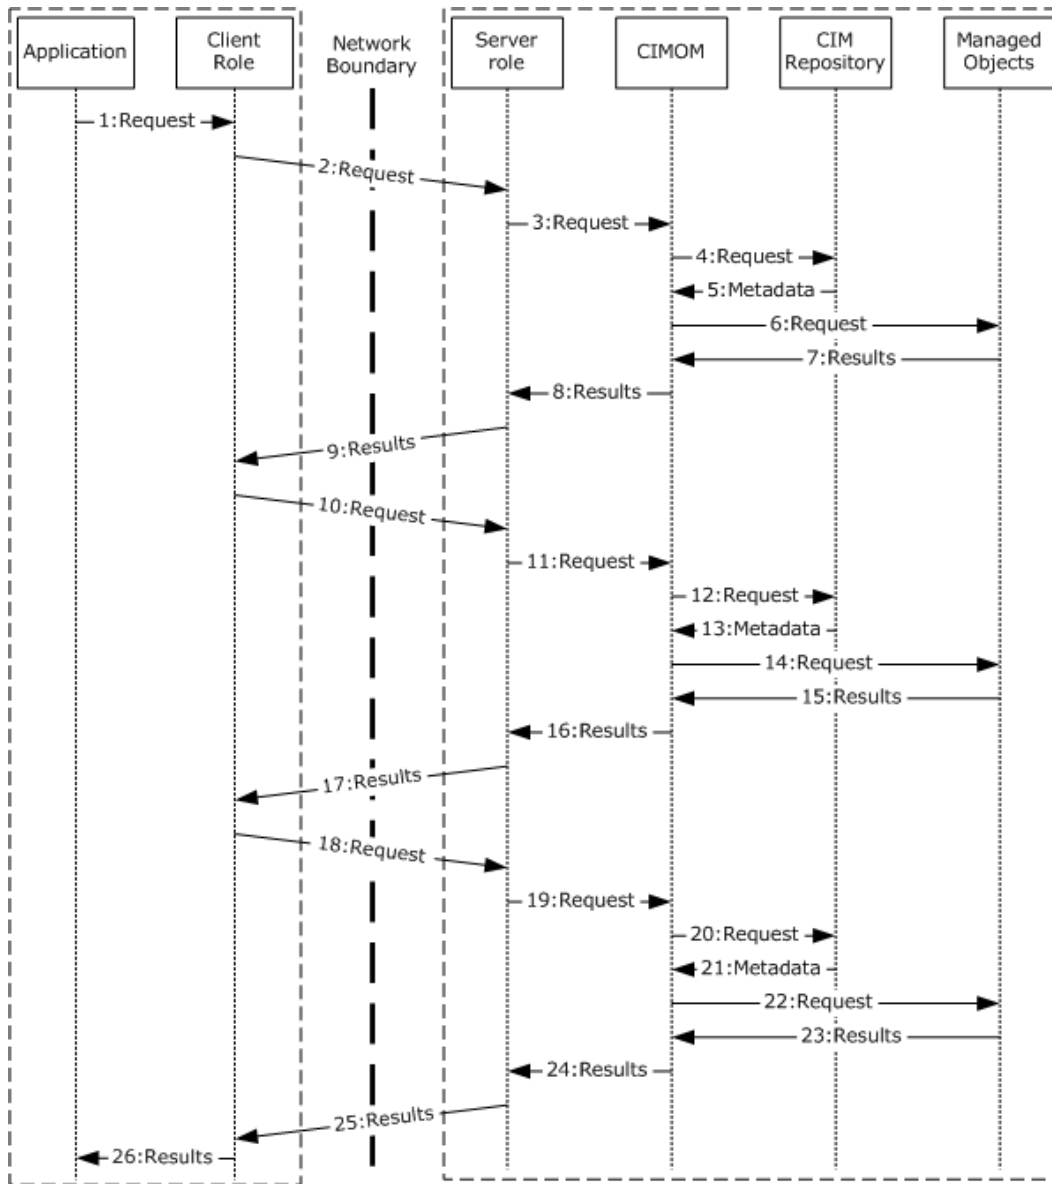 Application
Client
Role
Network
Boundary
Server
role
CIMOM
CIM
Repository
Managed
Objects
1:Request
2:Request
3:Request
4:Request
5:Metadata
6:Request
7:Results
8:Results
9:Results
10:Request
11:Request
12:Request
13:Metadata
14:Request
15:Results
16:Results
17:Results
18:Request
19:Request
20:Request
21:Metadata
22:Request
23:Results
24:Results
25:Results
26:Results